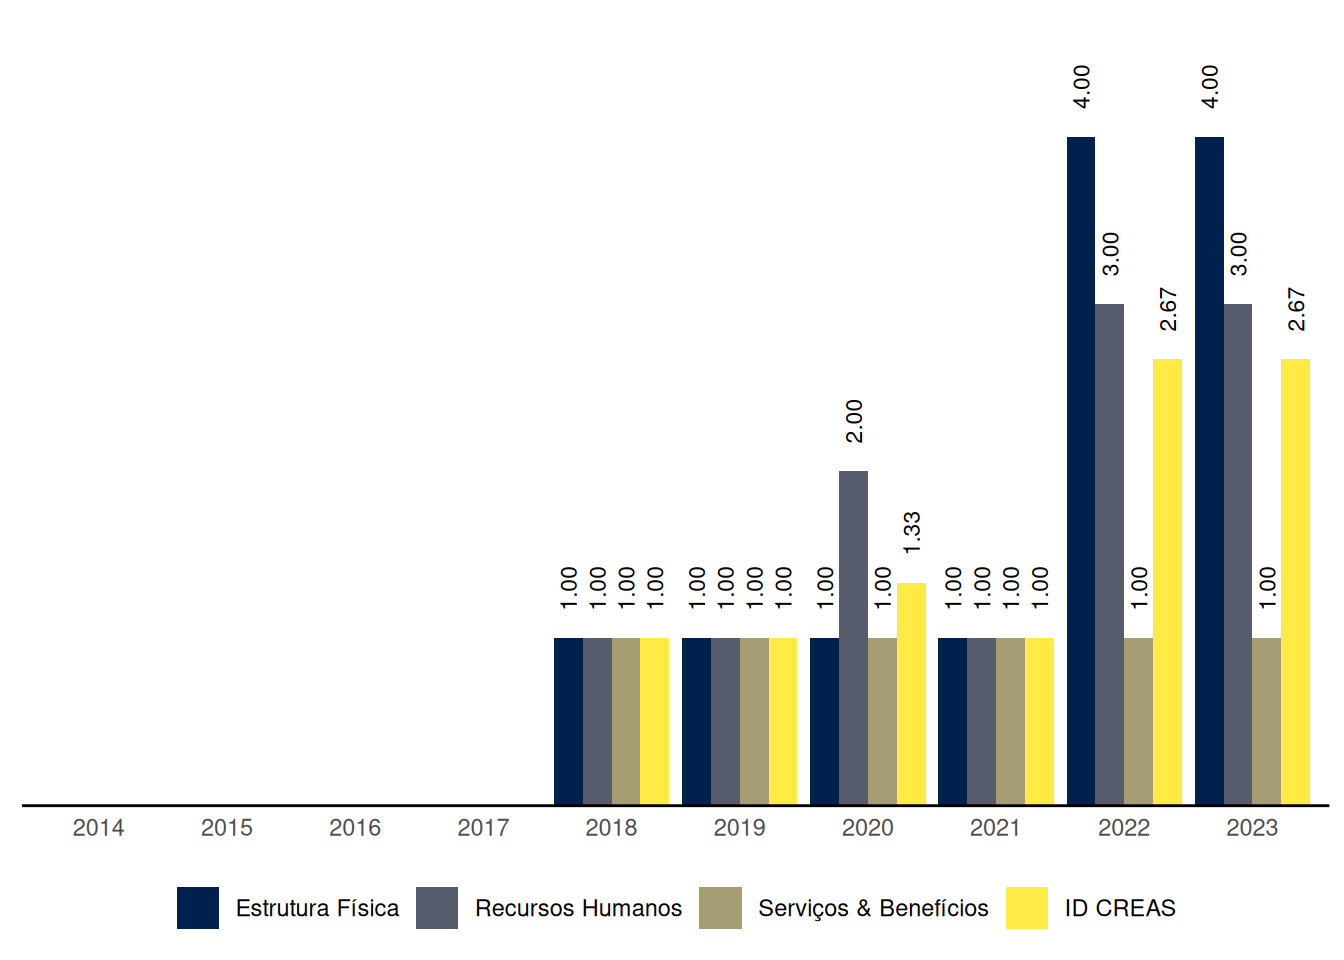 4.00 4.00
3.00 3.00
2.67 2.67
2.00
1.33
1.00 1.00 1.00 1.00 1.00 1.00 1.00 1.00 1.00 1.00 1.00 1.00 1.00 1.00 1.00 1.00
2014 2015 2016 2017 2018 2019 2020 2021 2022 2023
Estrutura Física Recursos Humanos Serviços & Benefícios ID CREAS